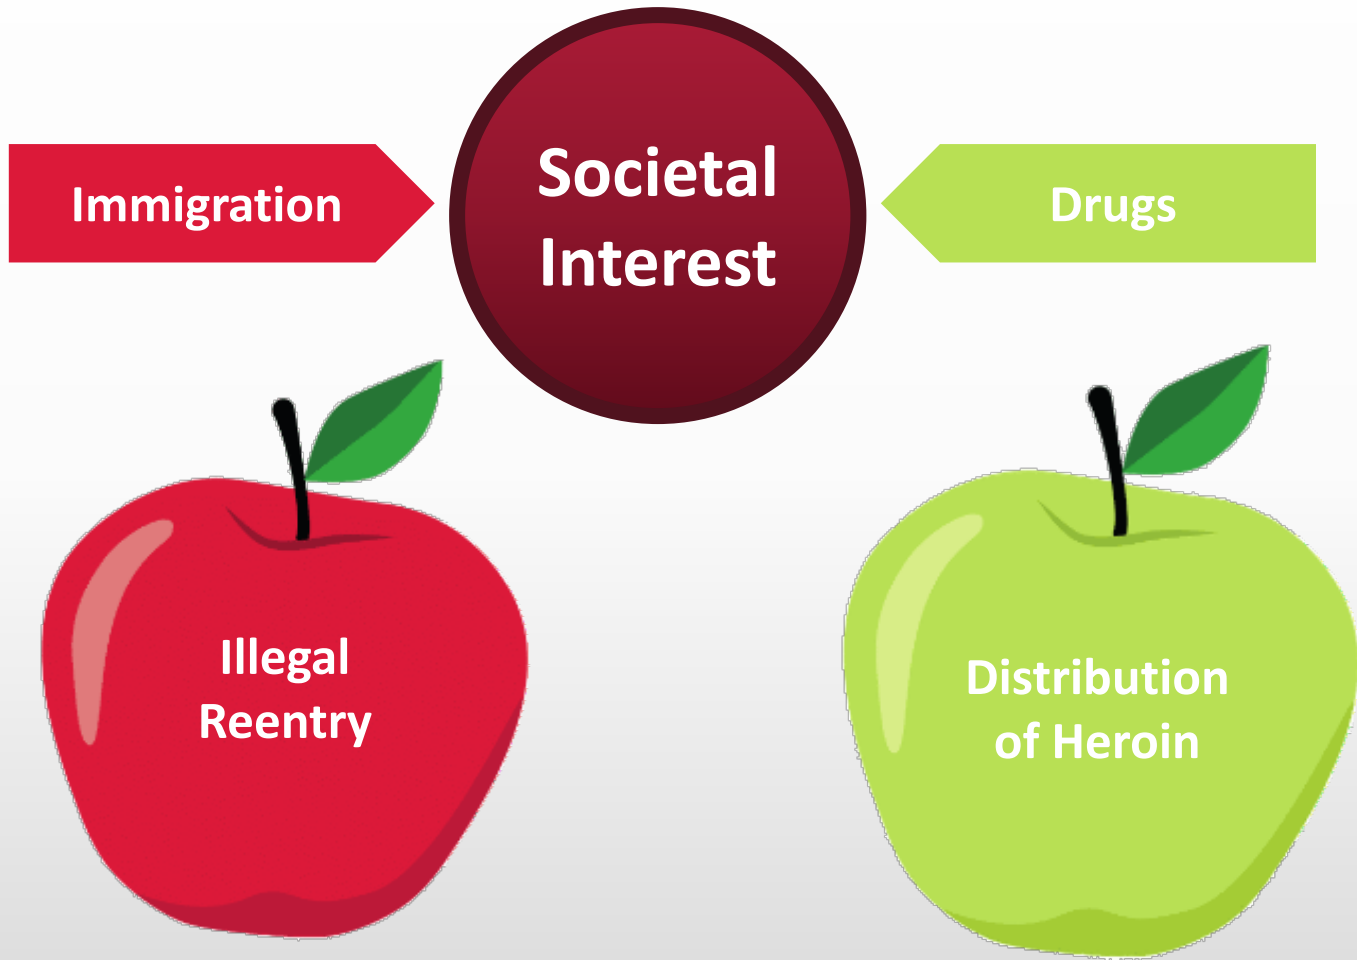 Societal
Interest
Immigration
Drugs
Illegal
Reentry
Distribution
of Heroin